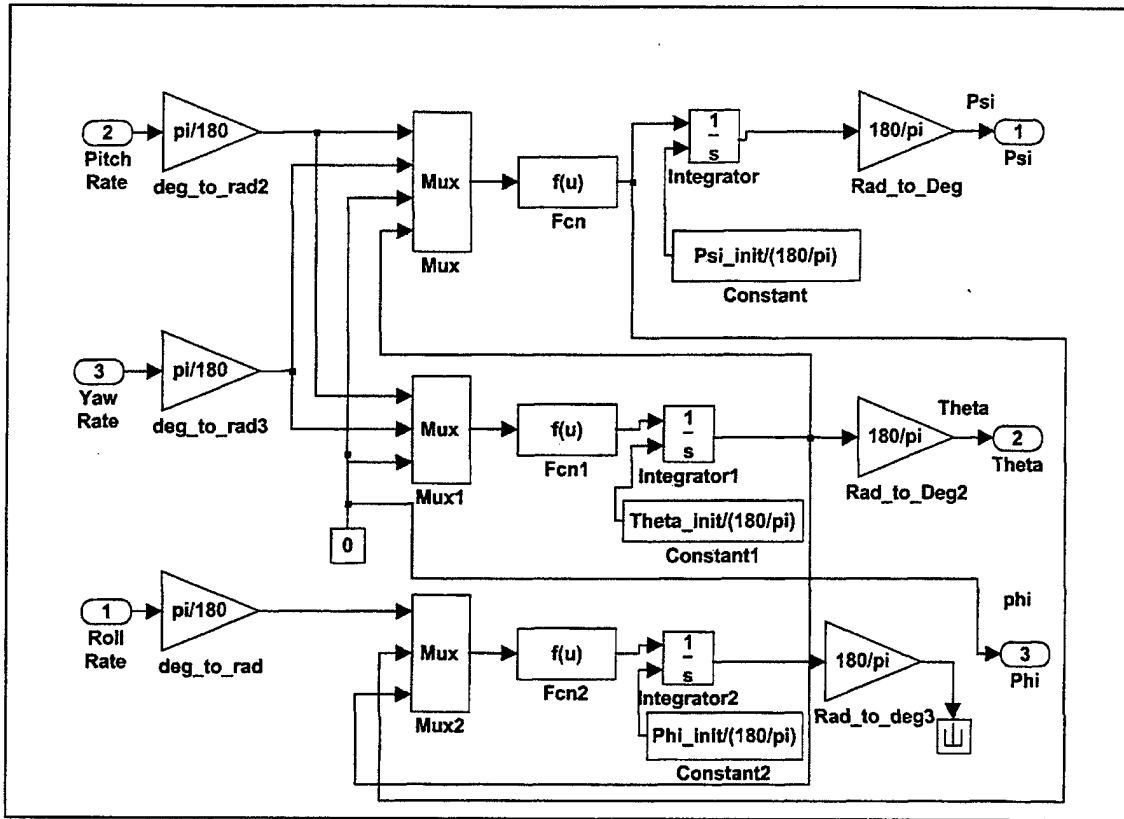 2
Pitch
Rate
pi/180
deg_to_rad2
Mux
Mux
f(u)
Fcn
1
s
Integrator
180/pi
Rad_to_Deg
Psi
1
Psi
Psi_init/(180/pi)
Constant
3
Yaw
Rate
pi/180
deg_to_rad3
Mux
Mux1
f(u)
Fcn1
1
s
Integrator1
180/pi
Rad_to_Deg2
Theta
2
Theta
Theta_init/(180/pi)
Constant1
0
1
Roll
Rate
pi/180
deg_to_rad
Mux
Mux2
f(u)
Fcn2
1
s
Integrator2
180/pi
Rad_to_deg3
phi
3
Phi
Phi_init/(180/pi)
Constant2